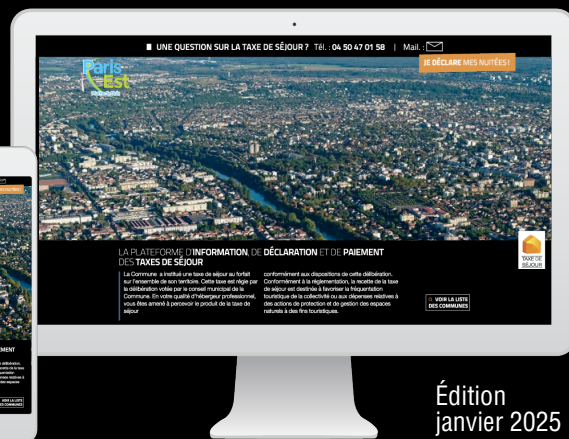 UNE QUESTION SUR LA TAXE DE SÉJOUR ? Tél. : 04 50 47 01 58 | Mail. :
JE DÉCLARE MES NUITÉES !
Paris
Est
LA PLATEFORME D'INFORMATION, DE DÉCLARATION ET DE PAIEMENT
DES TAXES DE SÉJOUR
La Commune a institué une taxe de séjour au forfait
sur l'ensemble de son territoire. Cette taxe est régie par
la délibération votée par le conseil municipal de la
Commune. En votre qualité d'hébergeur professionnel,
vous êtes amené à percevoir le produit de la taxe de
séjour
conformément aux dispositions de cette délibération.
Conformément à la réglementation, la recette de la taxe
de séjour est destinée à favoriser la fréquentation
touristique de la collectivité ou aux dépenses relatives à
des actions de protection et de gestion des espaces
naturels à des fins touristiques.
TAXE DE
SÉJOUR
VOIR LA LISTE
DES COMMUNES
EMENT
VOIR LA LISTE
DES COMMUNES
Édition
janvier 2025